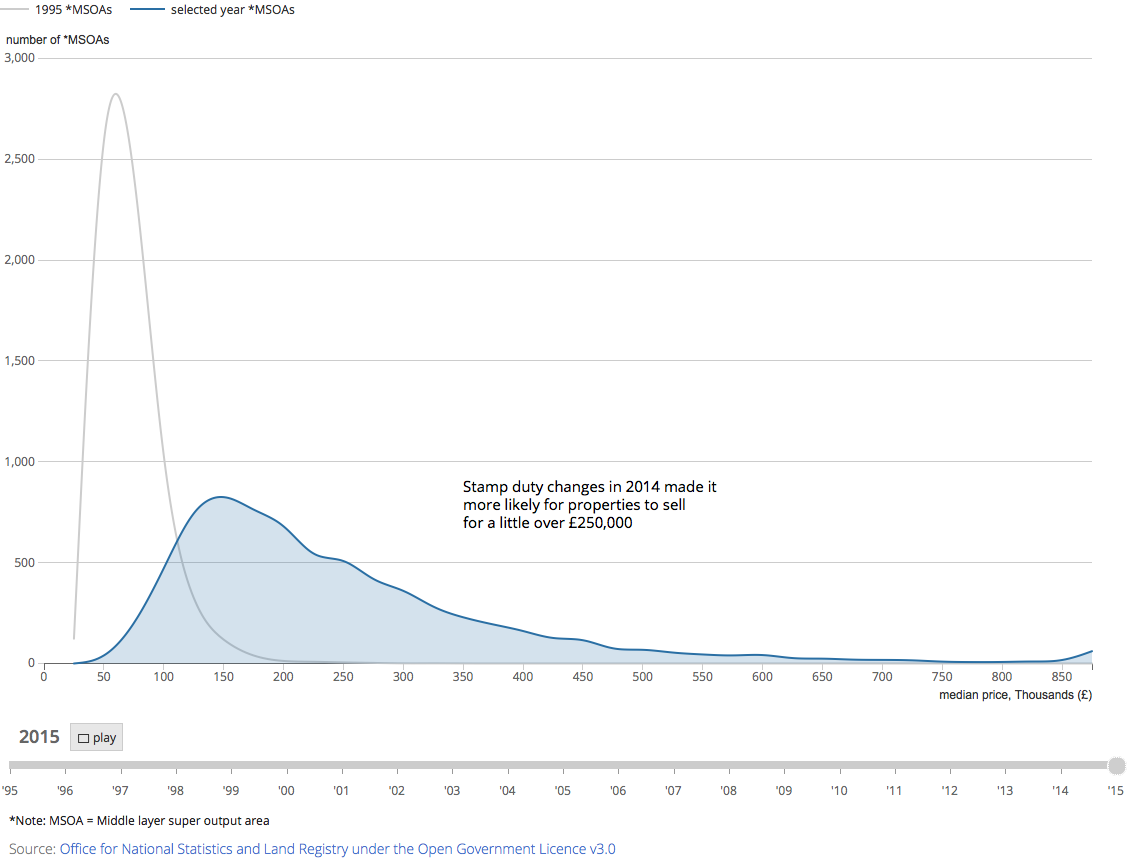 1995 *MSOAs selected year *MSOAs
number of *MSOAs
3,000
2,500
2,000
1,500
1,000
Stamp duty changes in 2014 made it
more likely for properties to sell
for a little over £250,000
500
0
0 50 100 150 200 250 300 350 400 450 500 550 600 650 700 750 800 850
median price, Thousands (£)
2015 play
'95 '96 '97 '98 '99 '00 '01 '02 '03 '04 '05 '06 '07 '08 '09 '10 '11 '12 '13 '14 '15
*Note: MSOA = Middle layer super output area
Source: Office for National Statistics and Land Registry under the Open Government Licence v3.0